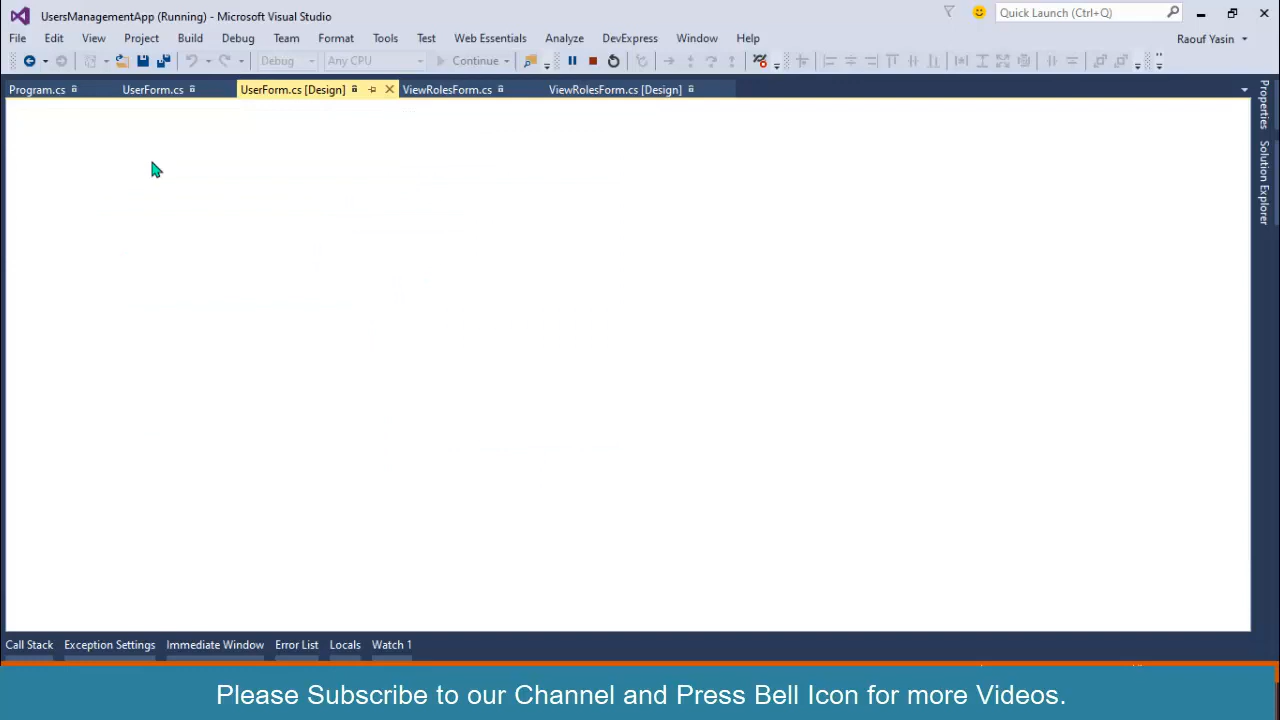 UsersManagementApp (Running) - Microsoft Visual Studio
Quick Launch (Ctrl+Q)
File Edit View Project Build Debug Team Format Tools Test Web Essentials Analyze DevExpress Window Help
Raouf Yasin
Debug Any CPU Continue
Program.cs UserForm.cs UserForm.cs [Design] ViewRolesForm.cs ViewRolesForm.cs [Design]
Properties
Solution Explorer
Call Stack Exception Settings Immediate Window Error List Locals Watch 1
Please Subscribe to our Channel and Press Bell Icon for more Videos.